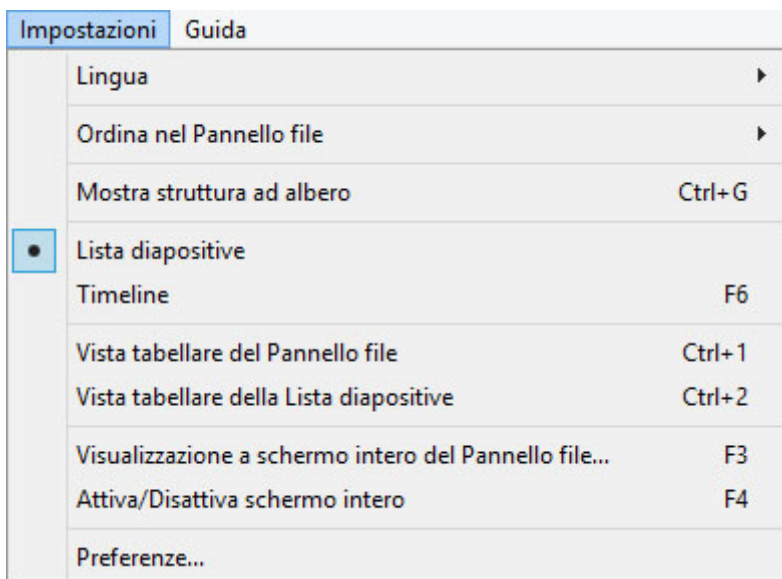 Impostazioni Guida
Lingua
Ordina nel Pannello file
Mostra struttura ad albero Ctrl+G
Lista diapositive
Timeline F6
Vista tabellare del Pannello file Ctrl+1
Vista tabellare della Lista diapositive Ctrl+2
Visualizzazione a schermo intero del Pannello file... F3
Attiva/Disattiva schermo intero F4
Preferenze...